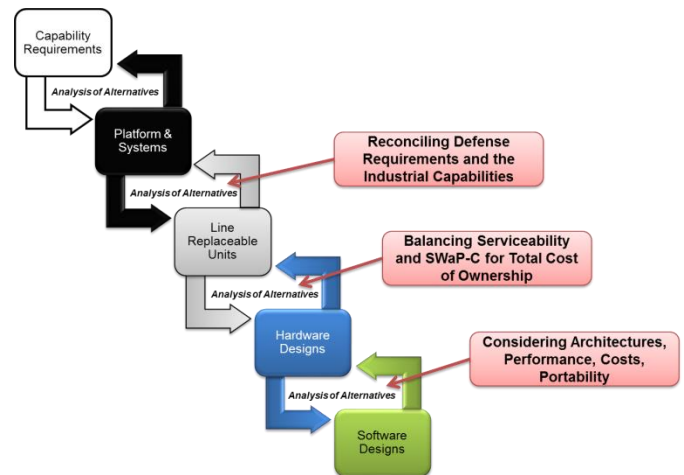 Capability
Requirements
Analysis of Alternatives
Platform &
Systems
Reconciling Defense
Requirements and the
Industrial Capabilities
Analysis of Alternatives
Line
Replaceable
Units
Balancing Serviceability
and SWaP-C for Total Cost
of Ownership
Analysis of Alternatives
Hardware
Designs
Considering Architectures,
Performance, Costs,
Portability
Analysis of Alternatives
Software
Designs